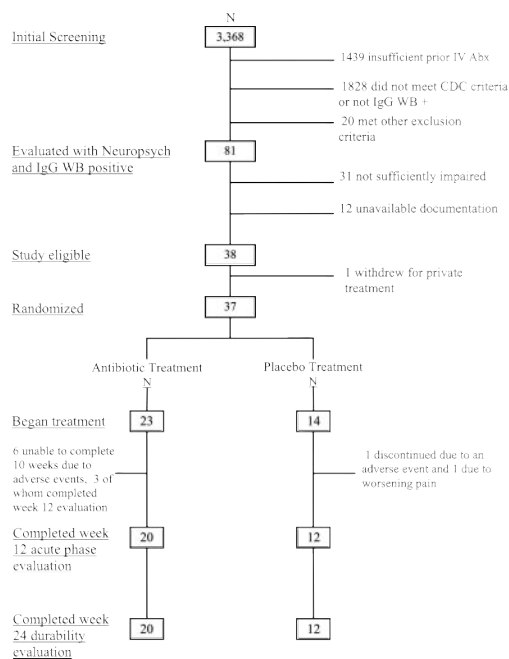 N
Initial Screening
3,368
1439 insufficient prior IV Abx
1828 did not meet CDC criteria
or not IgG WB +
20 met other exclusion
criteria
Evaluated with Neuropsych
and IgG WB positive
81
31 not sufficiently impaired
12 unavailable documentation
Study eligible
38
1 withdrew for private
treatment
Randomized
37
Antibiotic Treatment
N
Placebo Treatment
N
Began treatment
23
14
6 unable to complete
10 weeks due to
adverse events, 3 of
whom completed
week 12 evaluation
1 discontinued due to an
adverse event and 1 due to
worsening pain
Completed week
12 acute phase
evaluation
20
12
Completed week
24 durability
evaluation
20
12